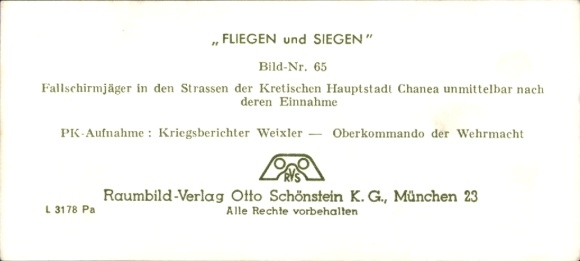 „FLIEGEN und SIEGEN"
Bild-Nr. 65
Fallschirmjäger in den Strassen der Kretischen Hauptstadt Chanea unmittelbar nach
deren Einnahme
PK-Aufnahme: Kriegsberichter Weixler — Oberkommando der Wehrmacht
RVS
Raumbild-Verlag Otto Schönstein K. G., München 23
L 3178 Pa
Alle Rechte vorbehalten